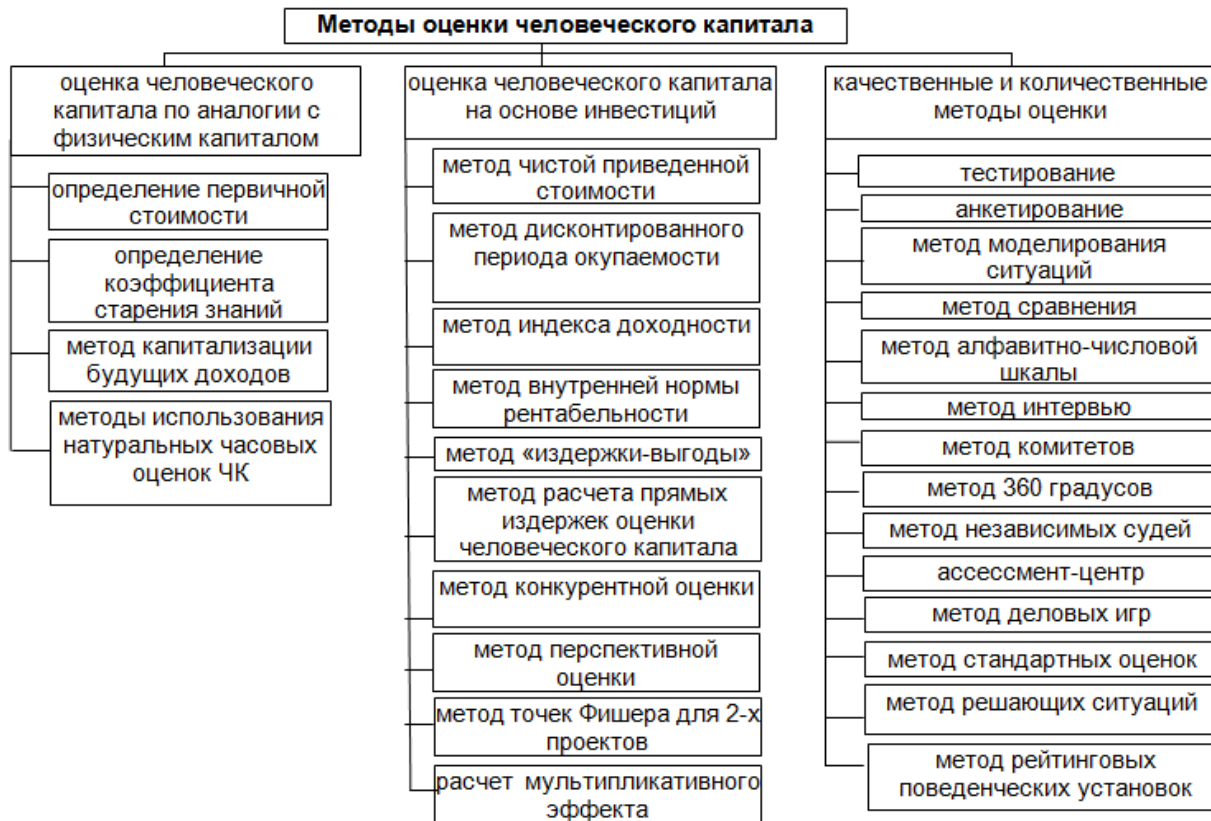 Методы оценки человеческого капитала
оценка человеческого
капитала по аналогии с
физическим капиталом
определение первичной
стоимости
определение
коэффициента
старения знаний
метод капитализации
будущих доходов
методы использования
натуральных часовых
оценок ЧК
оценка человеческого капитала
на основе инвестиций
метод чистой приведенной
стоимости
метод дисконтированного
периода окупаемости
метод индекса доходности
метод внутренней нормы
рентабельности
метод «издержки-выгоды»
метод расчета прямых
издержек оценки
человеческого капитала
метод конкурентной оценки
метод перспективной
оценки
метод точек Фишера для 2-х
проектов
расчет мультипликативного
эффекта
качественные и количественные
методы оценки
тестирование
анкетирование
метод моделирования
ситуаций
метод сравнения
метод алфавитно-числовой
шкалы
метод интервью
метод комитетов
метод 360 градусов
метод независимых судей
ассессмент-центр
метод деловых игр
метод стандартных оценок
метод решающих ситуаций
метод рейтинговых
поведенческих установок